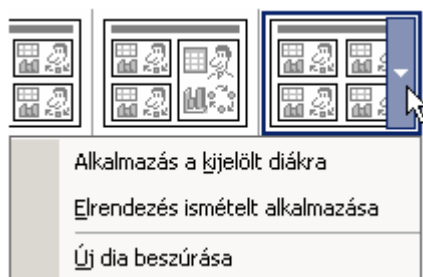 Alkalmazás a kijelölt diákra
Elrendezés ismételt alkalmazása
Új dia beszúrása